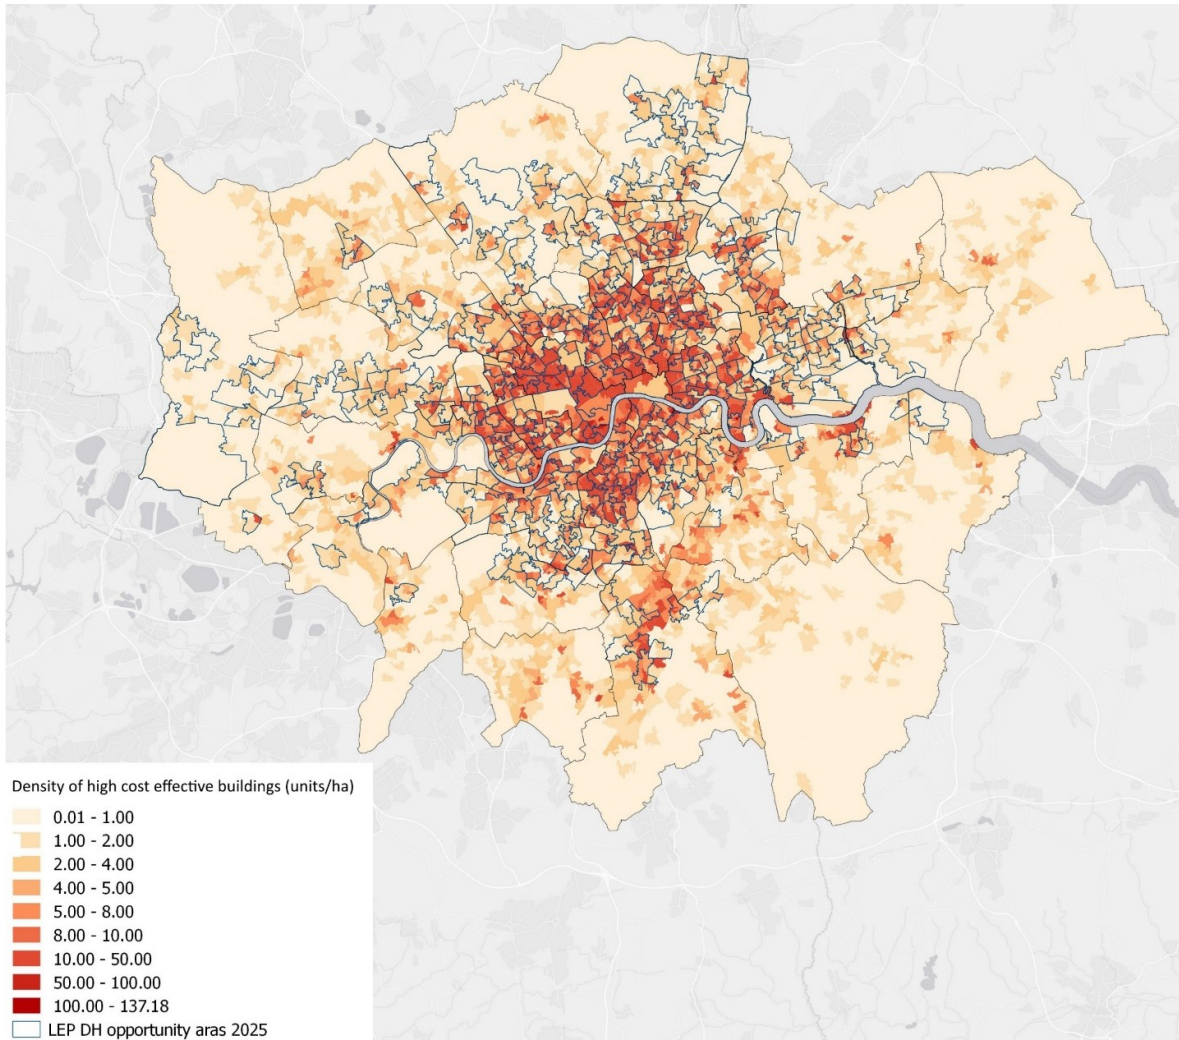 Density of high cost effective buildings (units/ha)
0.01 - 1.00
1.00 - 2.00
2.00 - 4.00
4.00 - 5.00
5.00 - 8.00
8.00 - 10.00
10.00 - 50.00
50.00 - 100.00
100.00 - 137.18
LEP DH opportunity aras 2025